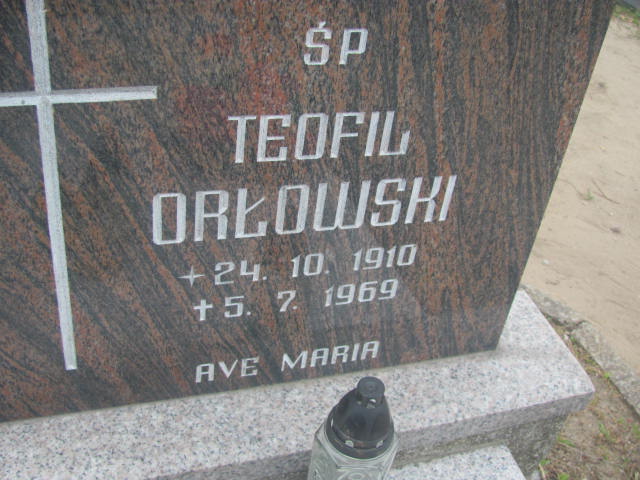 ŚP
TEOFIL
ORŁOWSKI
+ 24. 10. 1910
✝ 5. 7. 1969
AVE MARIA